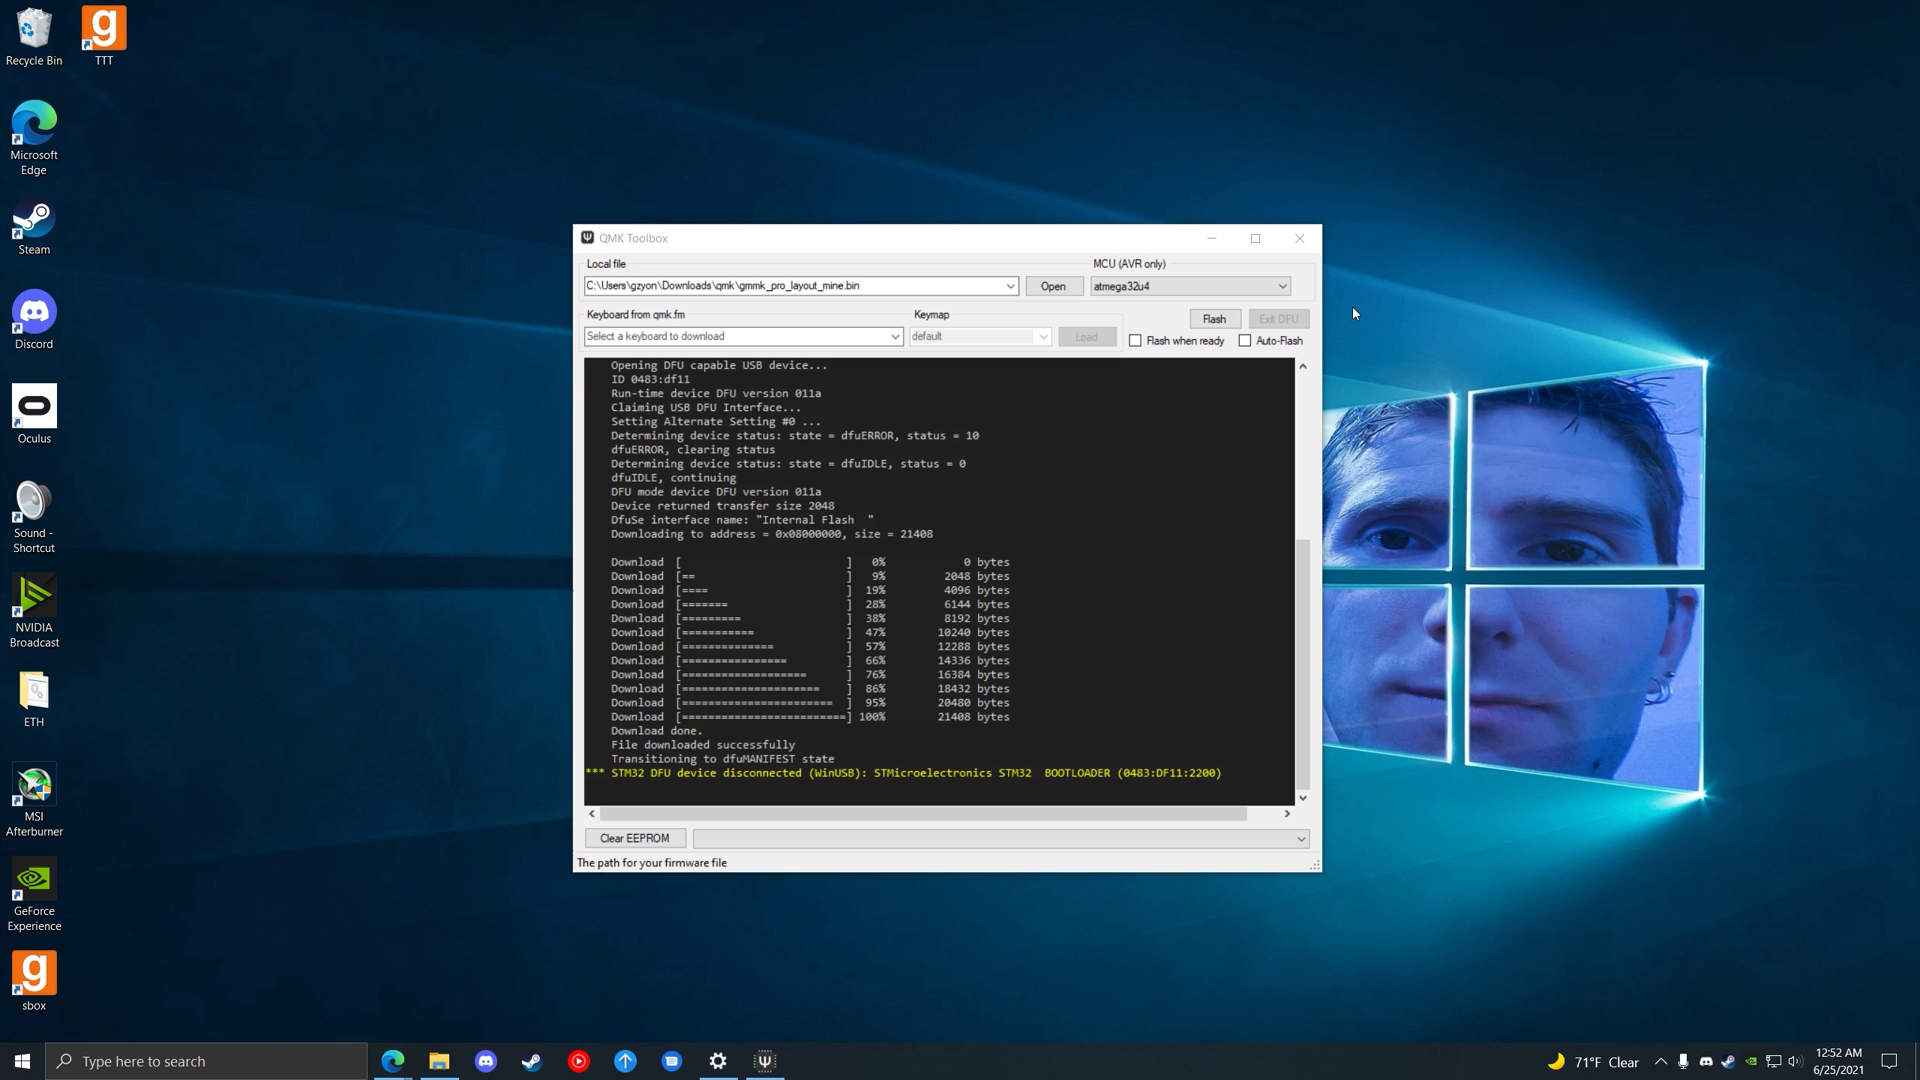 Recycle Bin
TTT
Microsoft
Edge
Steam
Discord
Oculus
Sound -
Shortcut
NVIDIA
Broadcast
ETH
MSI
Afterburner
GeForce
Experience
sbox
QMK Toolbox
Local file
MCU (AVR only)
C:\Users\gzyon\Downloads\qmk\gmmk_pro_layout_mine.bin
Open
atmega32u4
Keyboard from qmk.fm
Keymap
Flash
Exit DFU
Select a keyboard to download
default
Load
Flash when ready
Auto-Flash
Opening DFU capable USB device...
ID 0483:df11
Run-time device DFU version 011a
Claiming USB DFU Interface...
Setting Alternate Setting #0 ...
Determining device status: state = dfuERROR, status = 10
dfuERROR, clearing status
Determining device status: state = dfuIDLE, status = 0
dfuIDLE, continuing
DFU mode device DFU version 011a
Device returned transfer size 2048
DfuSe interface name: "Internal Flash  "
Downloading to address = 0x08000000, size = 21408
Download [                         ] 0% 0 bytes
Download [==                       ] 9% 2048 bytes
Download [====                     ] 19% 4096 bytes
Download [=======                  ] 28% 6144 bytes
Download [=========                ] 38% 8192 bytes
Download [===========              ] 47% 10240 bytes
Download [==============           ] 57% 12288 bytes
Download [================         ] 66% 14336 bytes
Download [===================      ] 76% 16384 bytes
Download [=====================    ] 86% 18432 bytes
Download [=======================  ] 95% 20480 bytes
Download [=========================] 100% 21408 bytes
Download done.
File downloaded successfully
Transitioning to dfuMANIFEST state
*** STM32 DFU device disconnected (WinUSB): STMicroelectronics STM32  BOOTLOADER (0483:DF11:2200)
Clear EEPROM
The path for your firmware file
Type here to search
71°F Clear
12:52 AM
6/25/2021